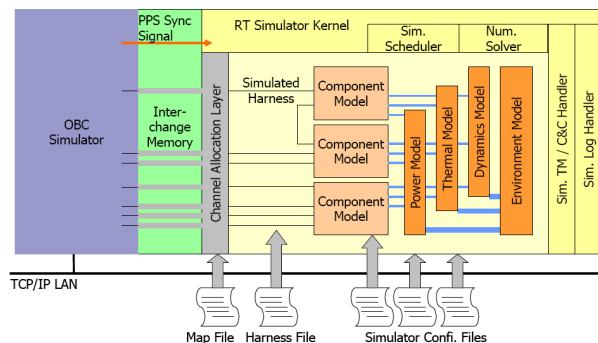 PPS Sync
Signal
RT Simulator Kernel
Sim.
Scheduler
Num.
Solver
OBC
Simulator
Inter-
change
Memory
Channel Allocation Layer
Simulated
Harness
Component
Model
Component
Model
Component
Model
Power Model
Thermal Model
Dynamics Model
Environment Model
Sim. TM / C&C Handler
Sim. Log Handler
TCP/IP LAN
Map File
Harness File
Simulator Confi. Files